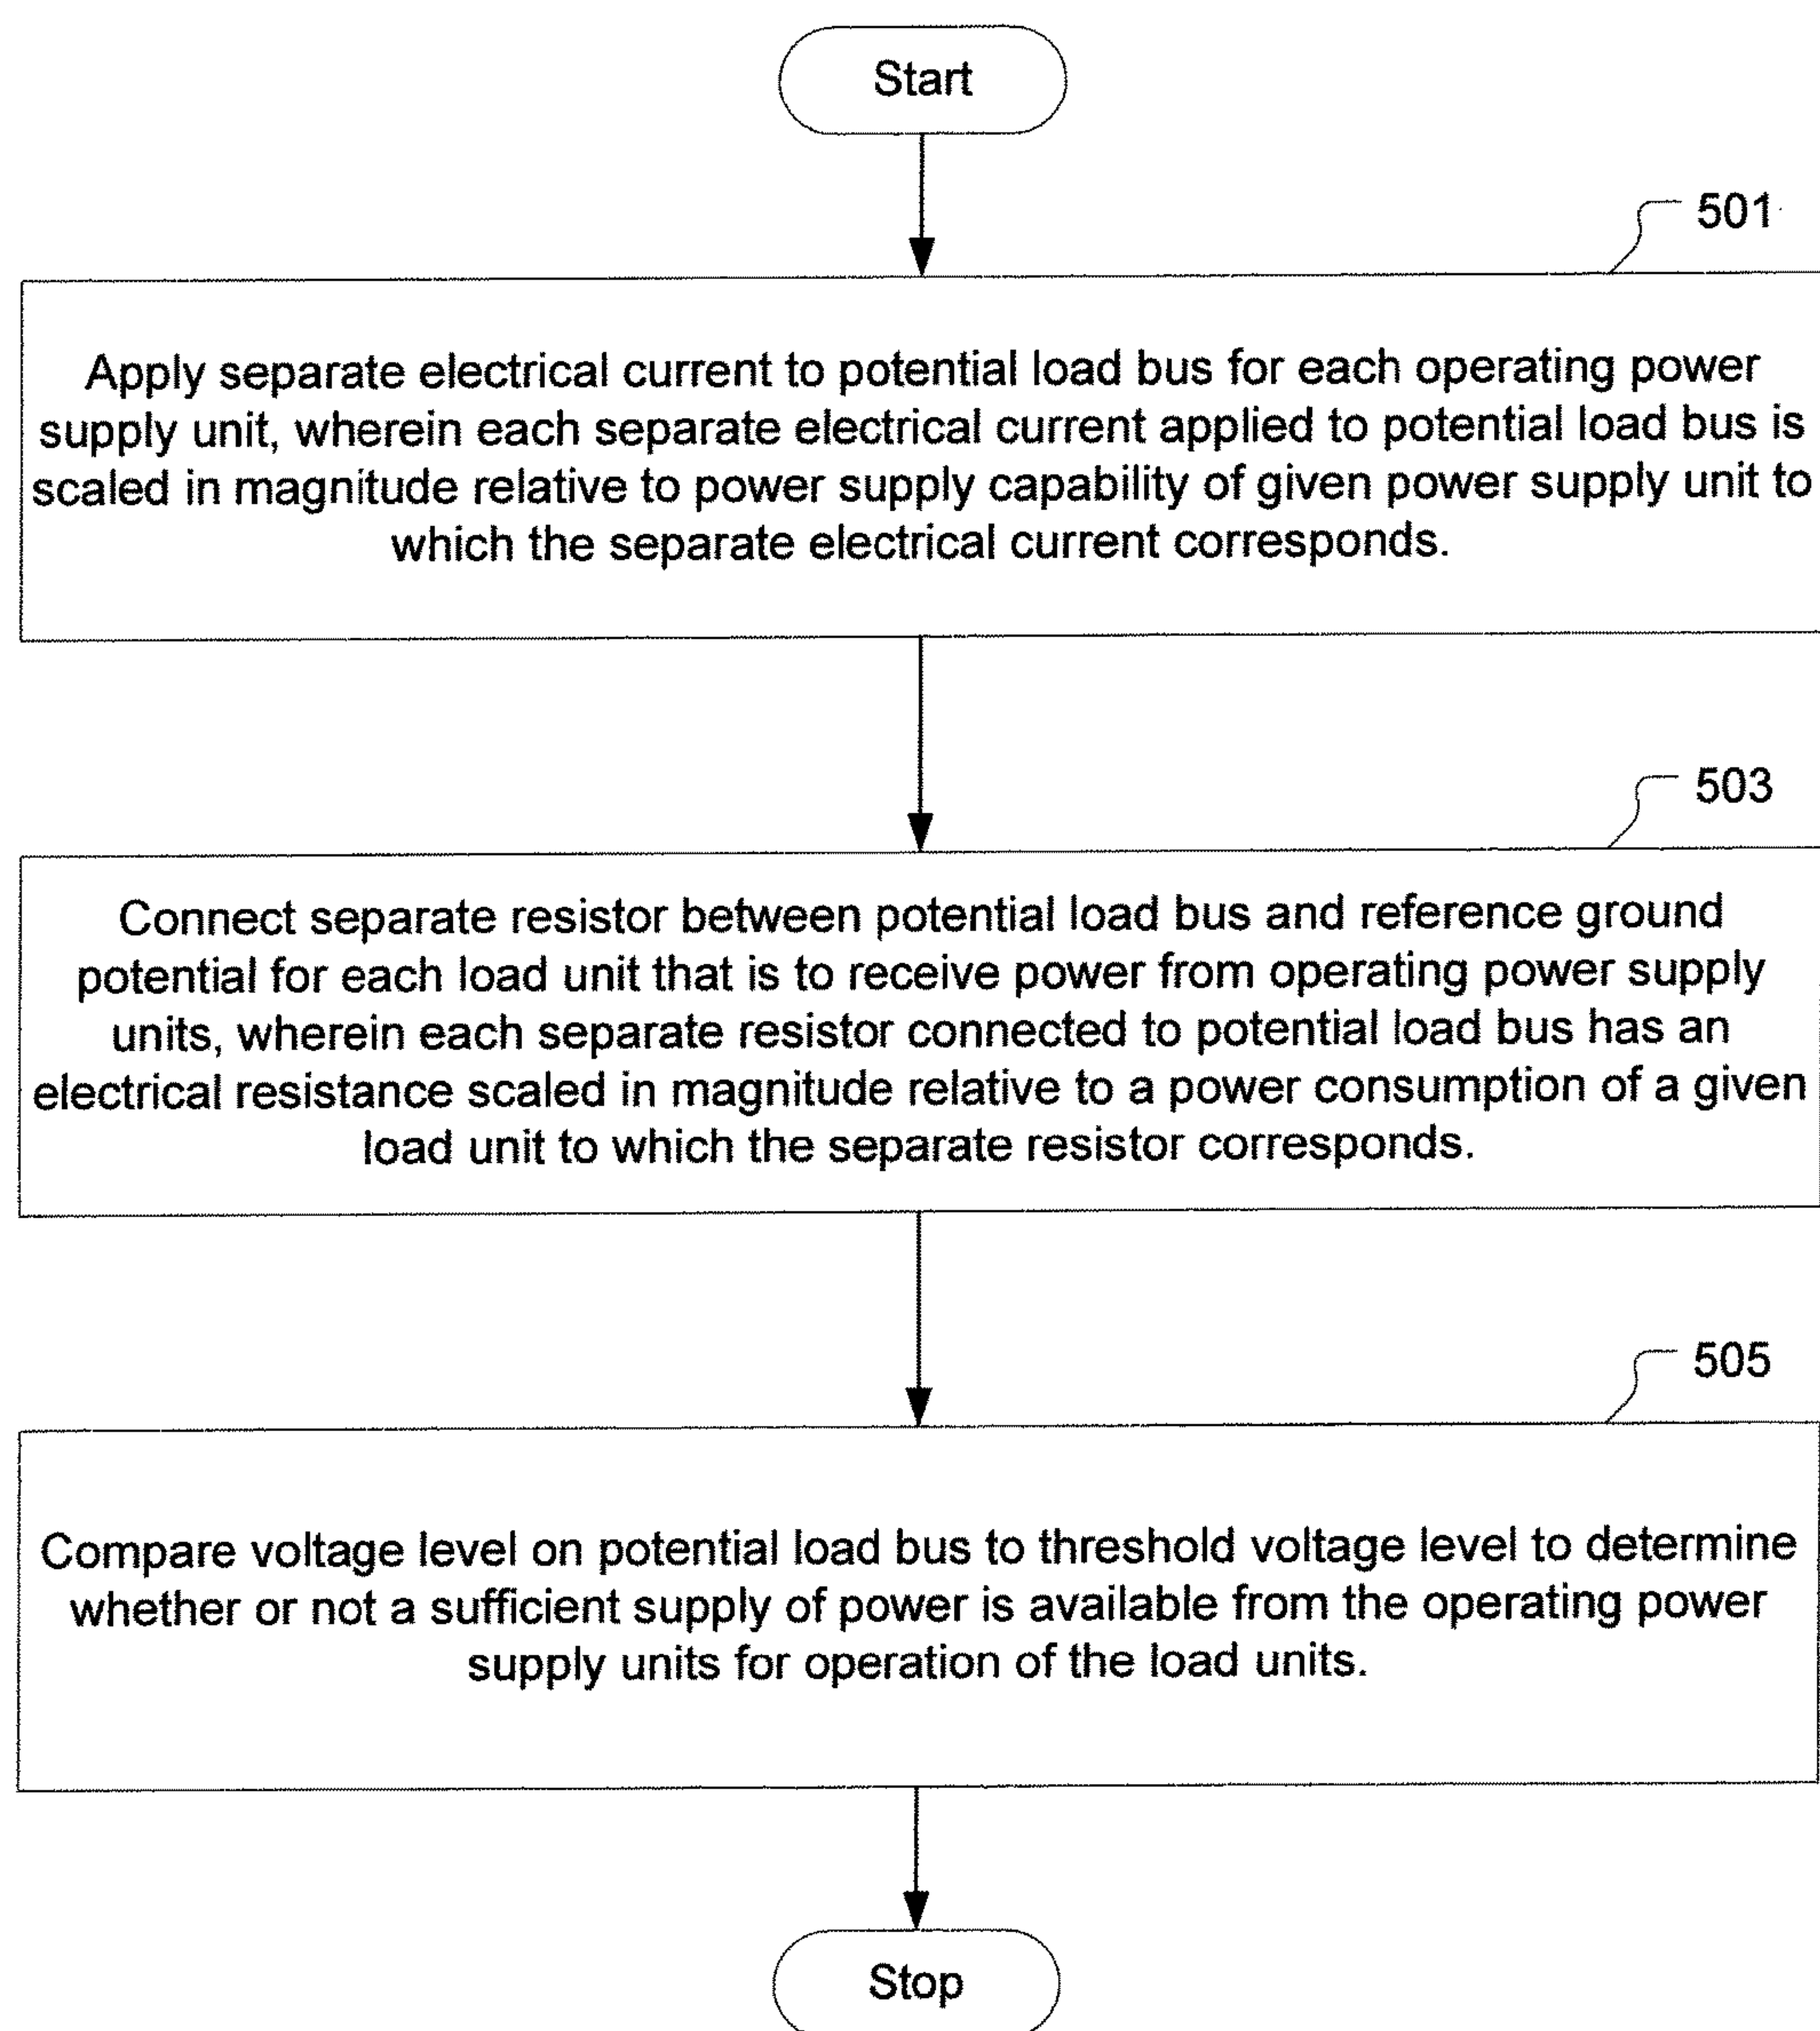 Start
501
Apply separate electrical current to potential load bus for each operating power
supply unit, wherein each separate electrical current applied to potential load bus is
scaled in magnitude relative to power supply capability of given power supply unit to
which the separate electrical current corresponds.
503
Connect separate resistor between potential load bus and reference ground
potential for each load unit that is to receive power from operating power supply
units, wherein each separate resistor connected to potential load bus has an
electrical resistance scaled in magnitude relative to a power consumption of a given
load unit to which the separate resistor corresponds.
505
Compare voltage level on potential load bus to threshold voltage level to determine
whether or not a sufficient supply of power is available from the operating power
supply units for operation of the load units.
Stop